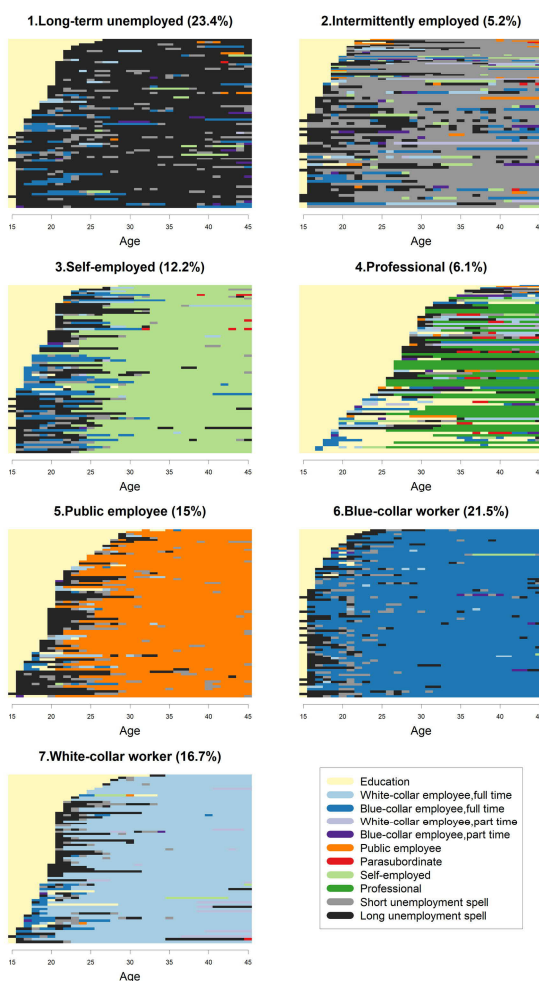 1.Long-term unemployed (23.4%)
2.Intermittently employed (5.2%)
15 20 25 30 35 40 45
15 20 25 30 35 40 45
Age
Age
3.Self-employed (12.2%)
4.Professional (6.1%)
15 20 25 30 35 40 45
15 20 25 30 35 40 45
Age
Age
5.Public employee (15%)
6.Blue-collar worker (21.5%)
15 20 25 30 35 40 45
15 20 25 30 35 40 45
Age
Age
7.White-collar worker (16.7%)
Education
White-collar employee,full time
Blue-collar employee,full time
White-collar employee,part time
Blue-collar employee,part time
Public employee
Parasubordinate
Self-employed
Professional
Short unemployment spell
Long unemployment spell
15 20 25 30 35 40 45
Age